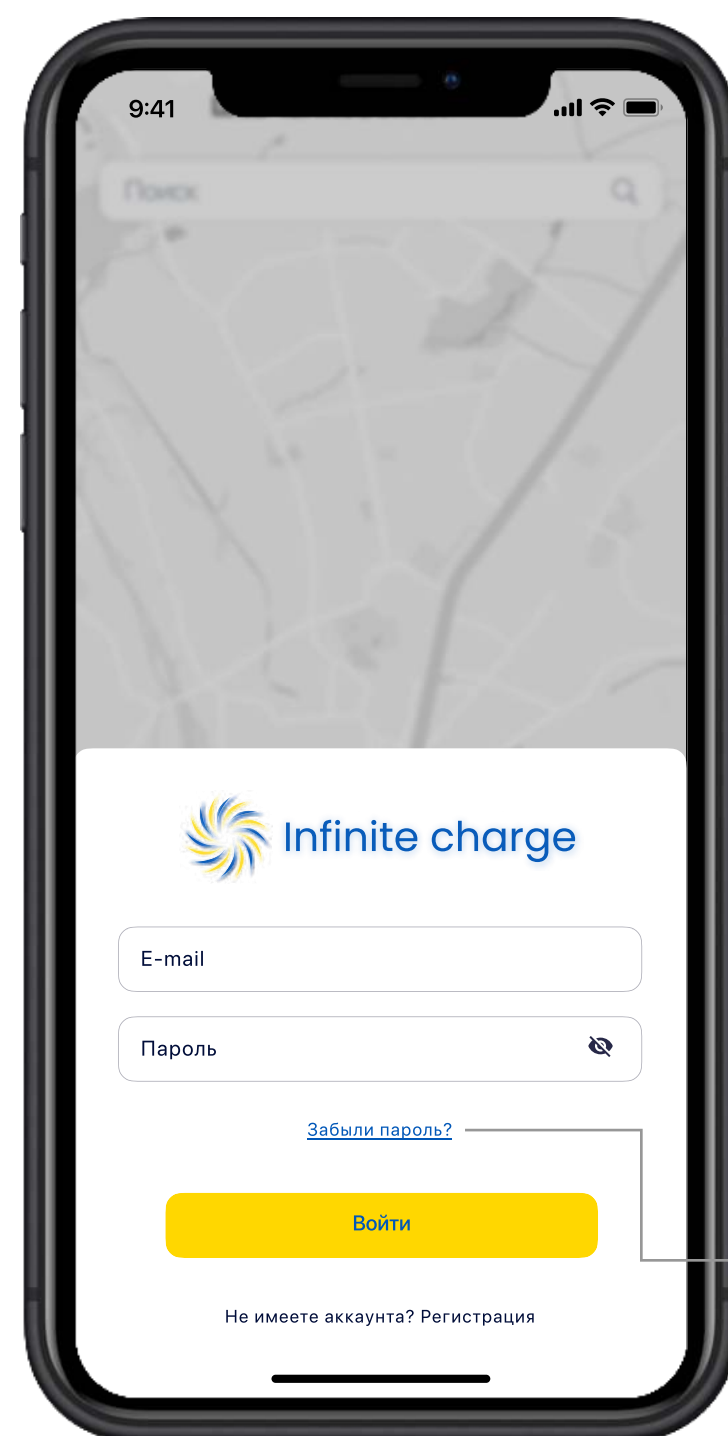 9:41
Поиск
Infinite charge
E-mail
Пароль
Забыли пароль?
Войти
Не имеете аккаунта? Регистрация